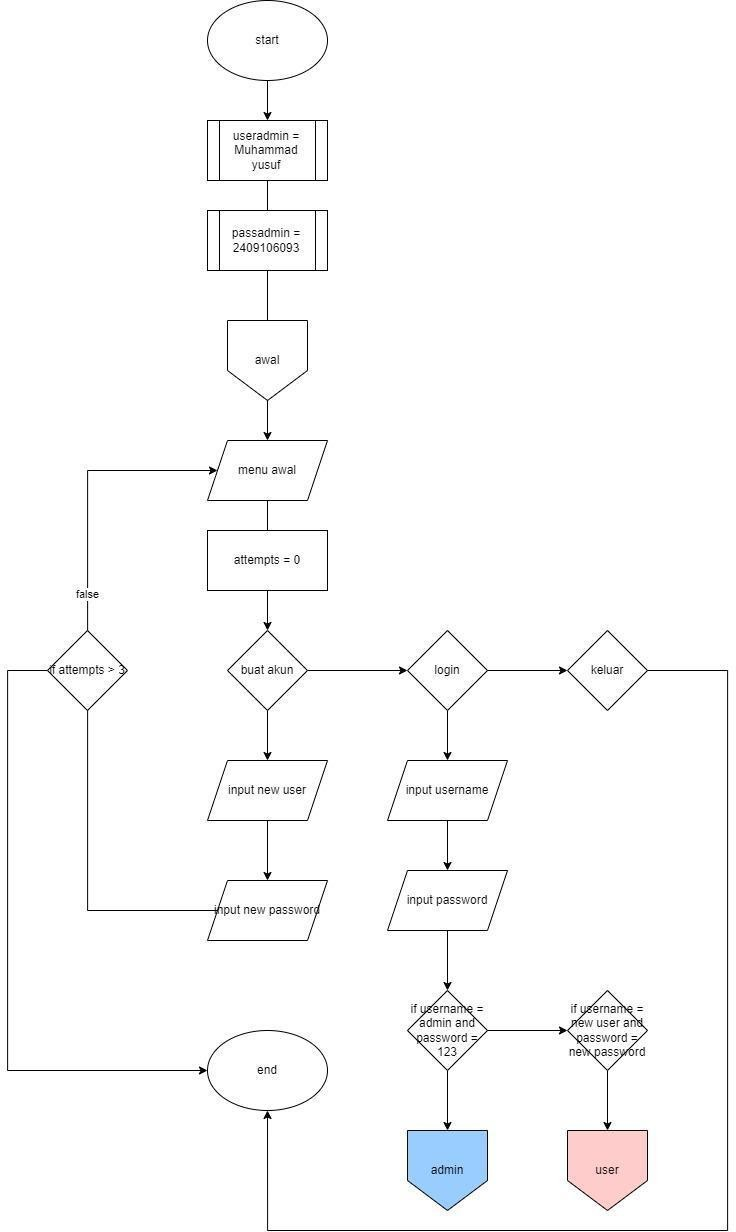 start
useradmin =
Muhammad
yusuf
passadmin =
2409106093
awal
menu awal
attempts = 0
false
if attempts > 3
buat akun
login
keluar
input new user
input username
input new password
input password
if username =
admin and
password =
123
if username =
new user and
password =
new password
end
admin
user